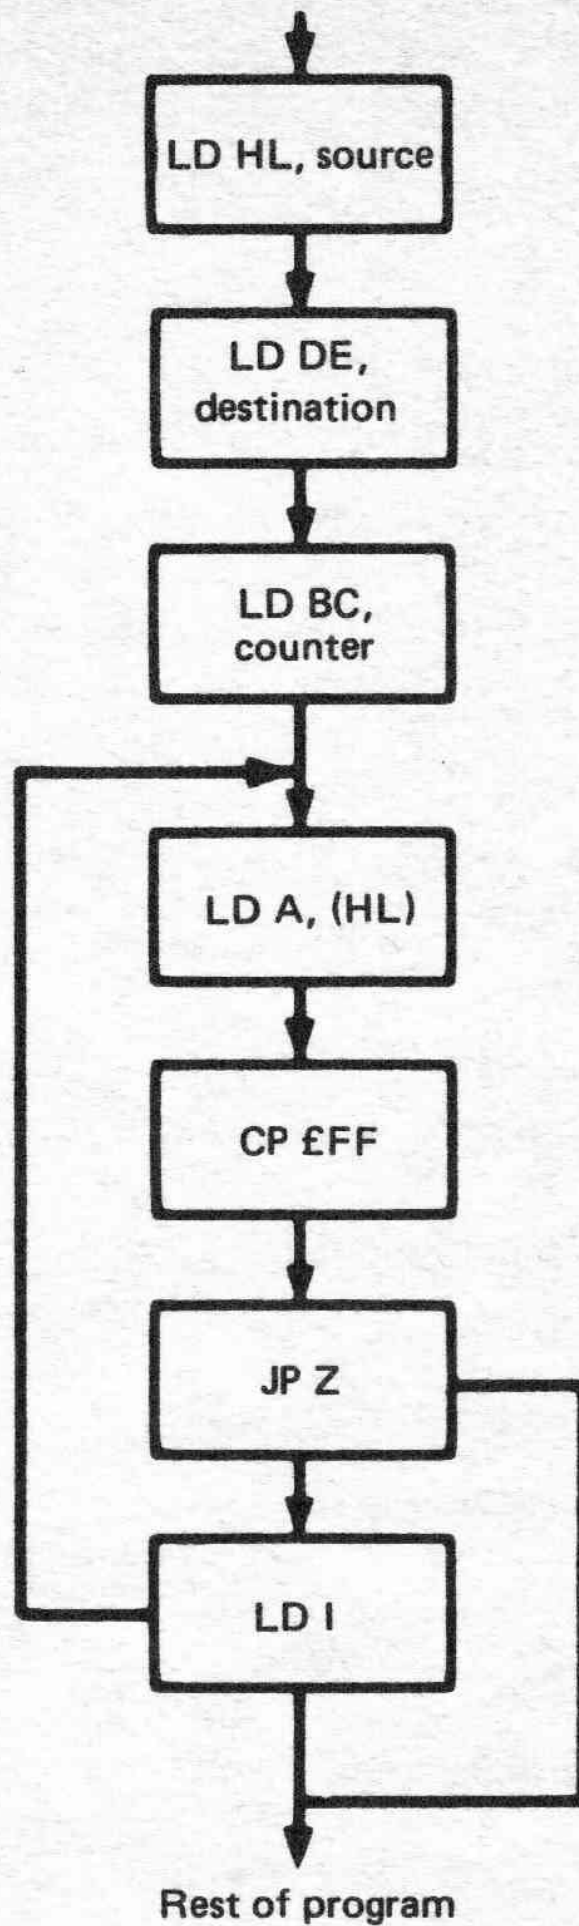 LD HL, source
LD DE,
destination
LD BC,
counter
LD A, (HL)
CP £FF
JP Z
LD I
Rest of program